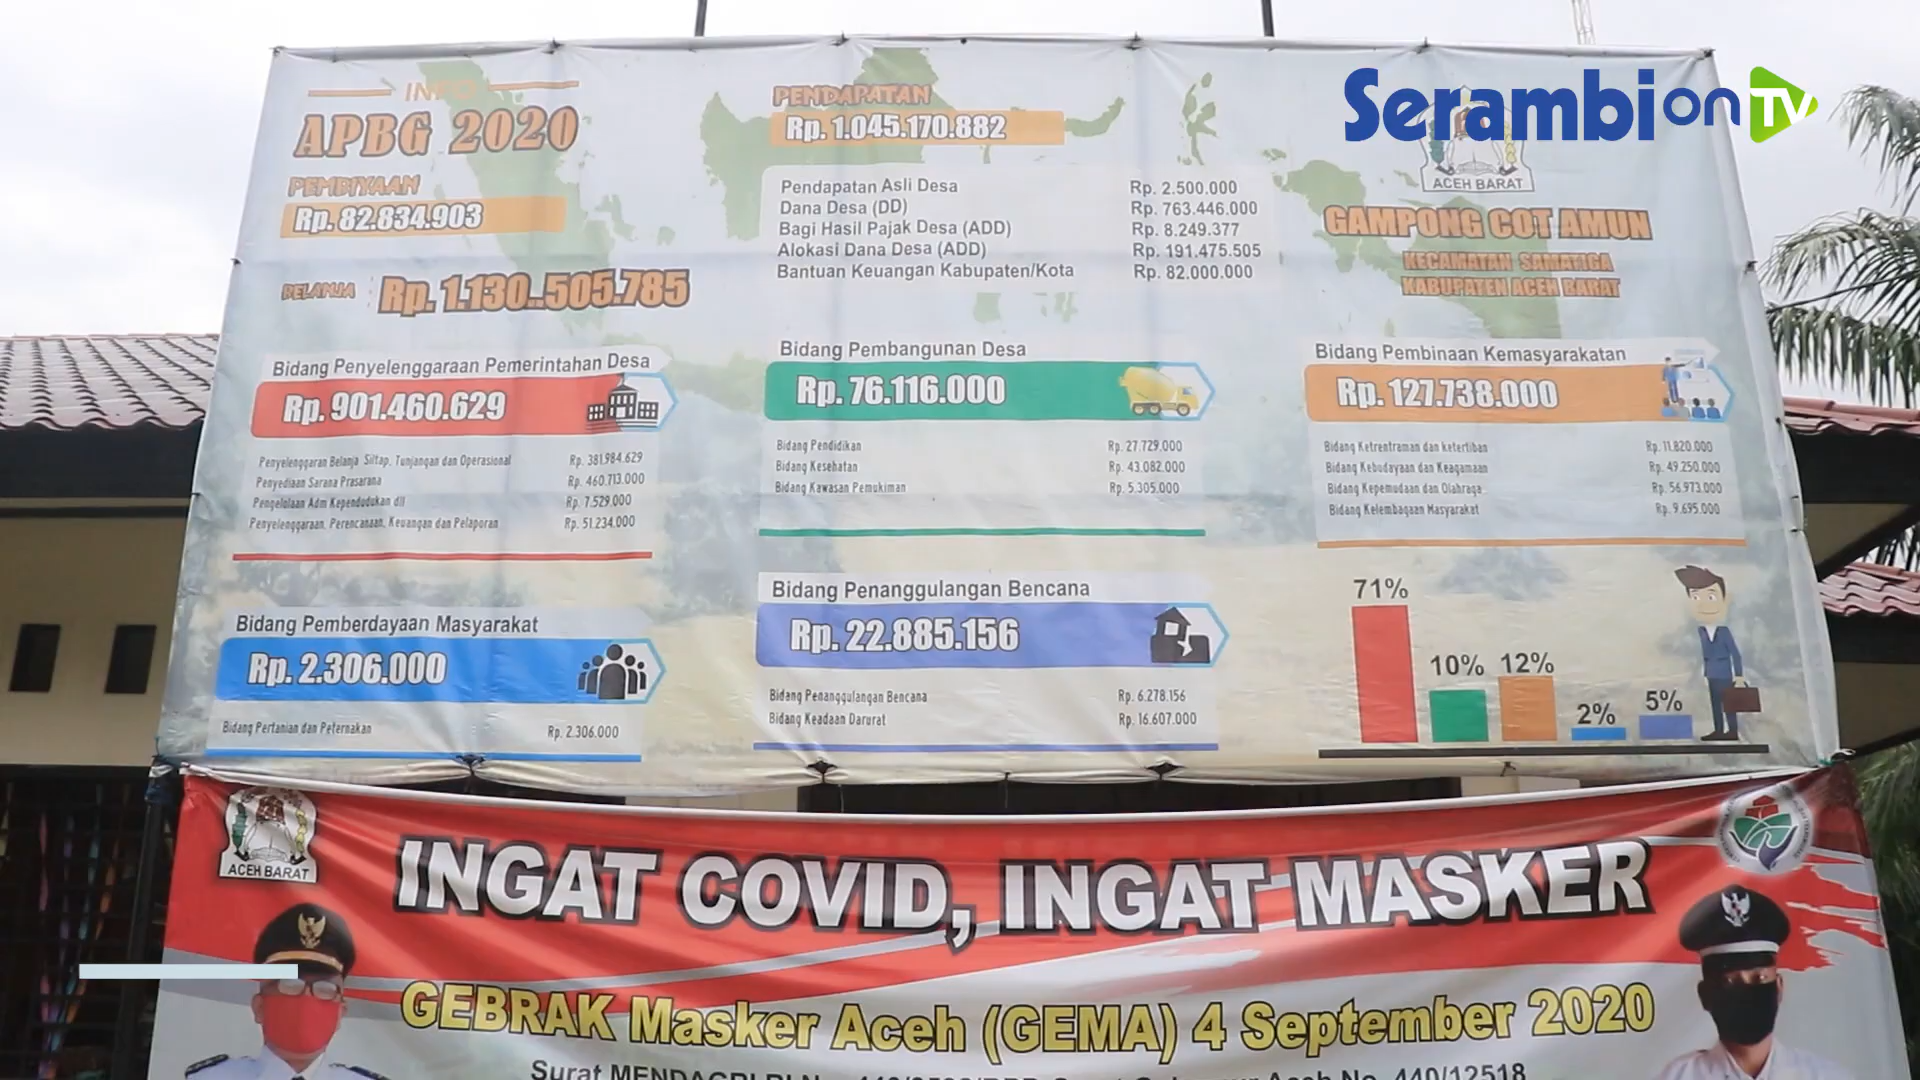 Serambi on TV
INFO
APBG 2020
PEMBIYAAN
Rp. 82.834.903
BELANJA : Rp. 1.130..505.785
PENDAPATAN
Rp. 1.045.170.882
Pendapatan Asli Desa Rp. 2.500.000
Dana Desa (DD) Rp. 763.446.000
Bagi Hasil Pajak Desa (ADD) Rp. 8.249.377
Alokasi Dana Desa (ADD) Rp. 191.475.505
Bantuan Keuangan Kabupaten/Kota Rp. 82.000.000
ACEH BARAT
GAMPONG COT AMUN
KECAMATAN SAMATIGA
KABUPATEN ACEH BARAT
Bidang Penyelenggaraan Pemerintahan Desa
Rp. 901.460.629
Penyelenggaran Belanja Siltap, Tunjangan dan Operasional Rp. 381.984.629
Penyediaan Sarana Prasarana Rp. 460.713.000
Pengelolaan Adm Kependudukan dll Rp. 7.529.000
Penyelenggaraan, Perencanaan, Keuangan dan Pelaporan Rp. 51.234.000
Bidang Pembangunan Desa
Rp. 76.116.000
Bidang Pendidikan Rp. 27.729.000
Bidang Kesehatan Rp. 43.082.000
Bidang Kawasan Pemukiman Rp. 5.305.000
Bidang Pembinaan Kemasyarakatan
Rp. 127.738.000
Bidang Ketrentraman dan ketertiban Rp. 11.820.000
Bidang Kebudayaan dan Keagamaan Rp. 49.250.000
Bidang Kepemudaan dan Olahraga Rp. 56.973.000
Bidang Kelembagaan Masyarakat Rp. 9.695.000
Bidang Pemberdayaan Masyarakat
Rp. 2.306.000
Bidang Pertanian dan Peternakan Rp. 2.306.000
Bidang Penanggulangan Bencana
Rp. 22.885.156
Bidang Penanggulangan Bencana Rp. 6.278.156
Bidang Keadaan Darurat Rp. 16.607.000
71% 10% 12% 2% 5%
ACEH BARAT
INGAT COVID, INGAT MASKER
GEBRAK Masker Aceh (GEMA) 4 September 2020
Surat MENDAGRI RI Aceh No. 440/12518